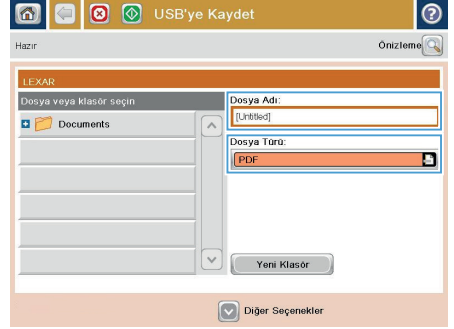 USB'ye Kaydet
Hazır
Önizleme
LEXAR
Dosya veya klasör seçin
Documents
Dosya Adı:
[Untitled]
Dosya Türü:
PDF
Yeni Klasör
Diğer Seçenekler